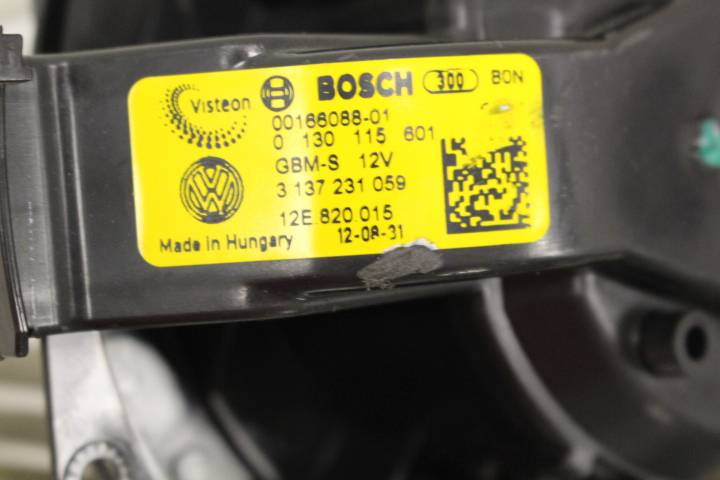 Visteon BOSCH 300 BDN
00166088-01
0 130 115 601
GBM-S 12V
3 137 231 059
12E.820.015
Made in Hungary 12-08-31